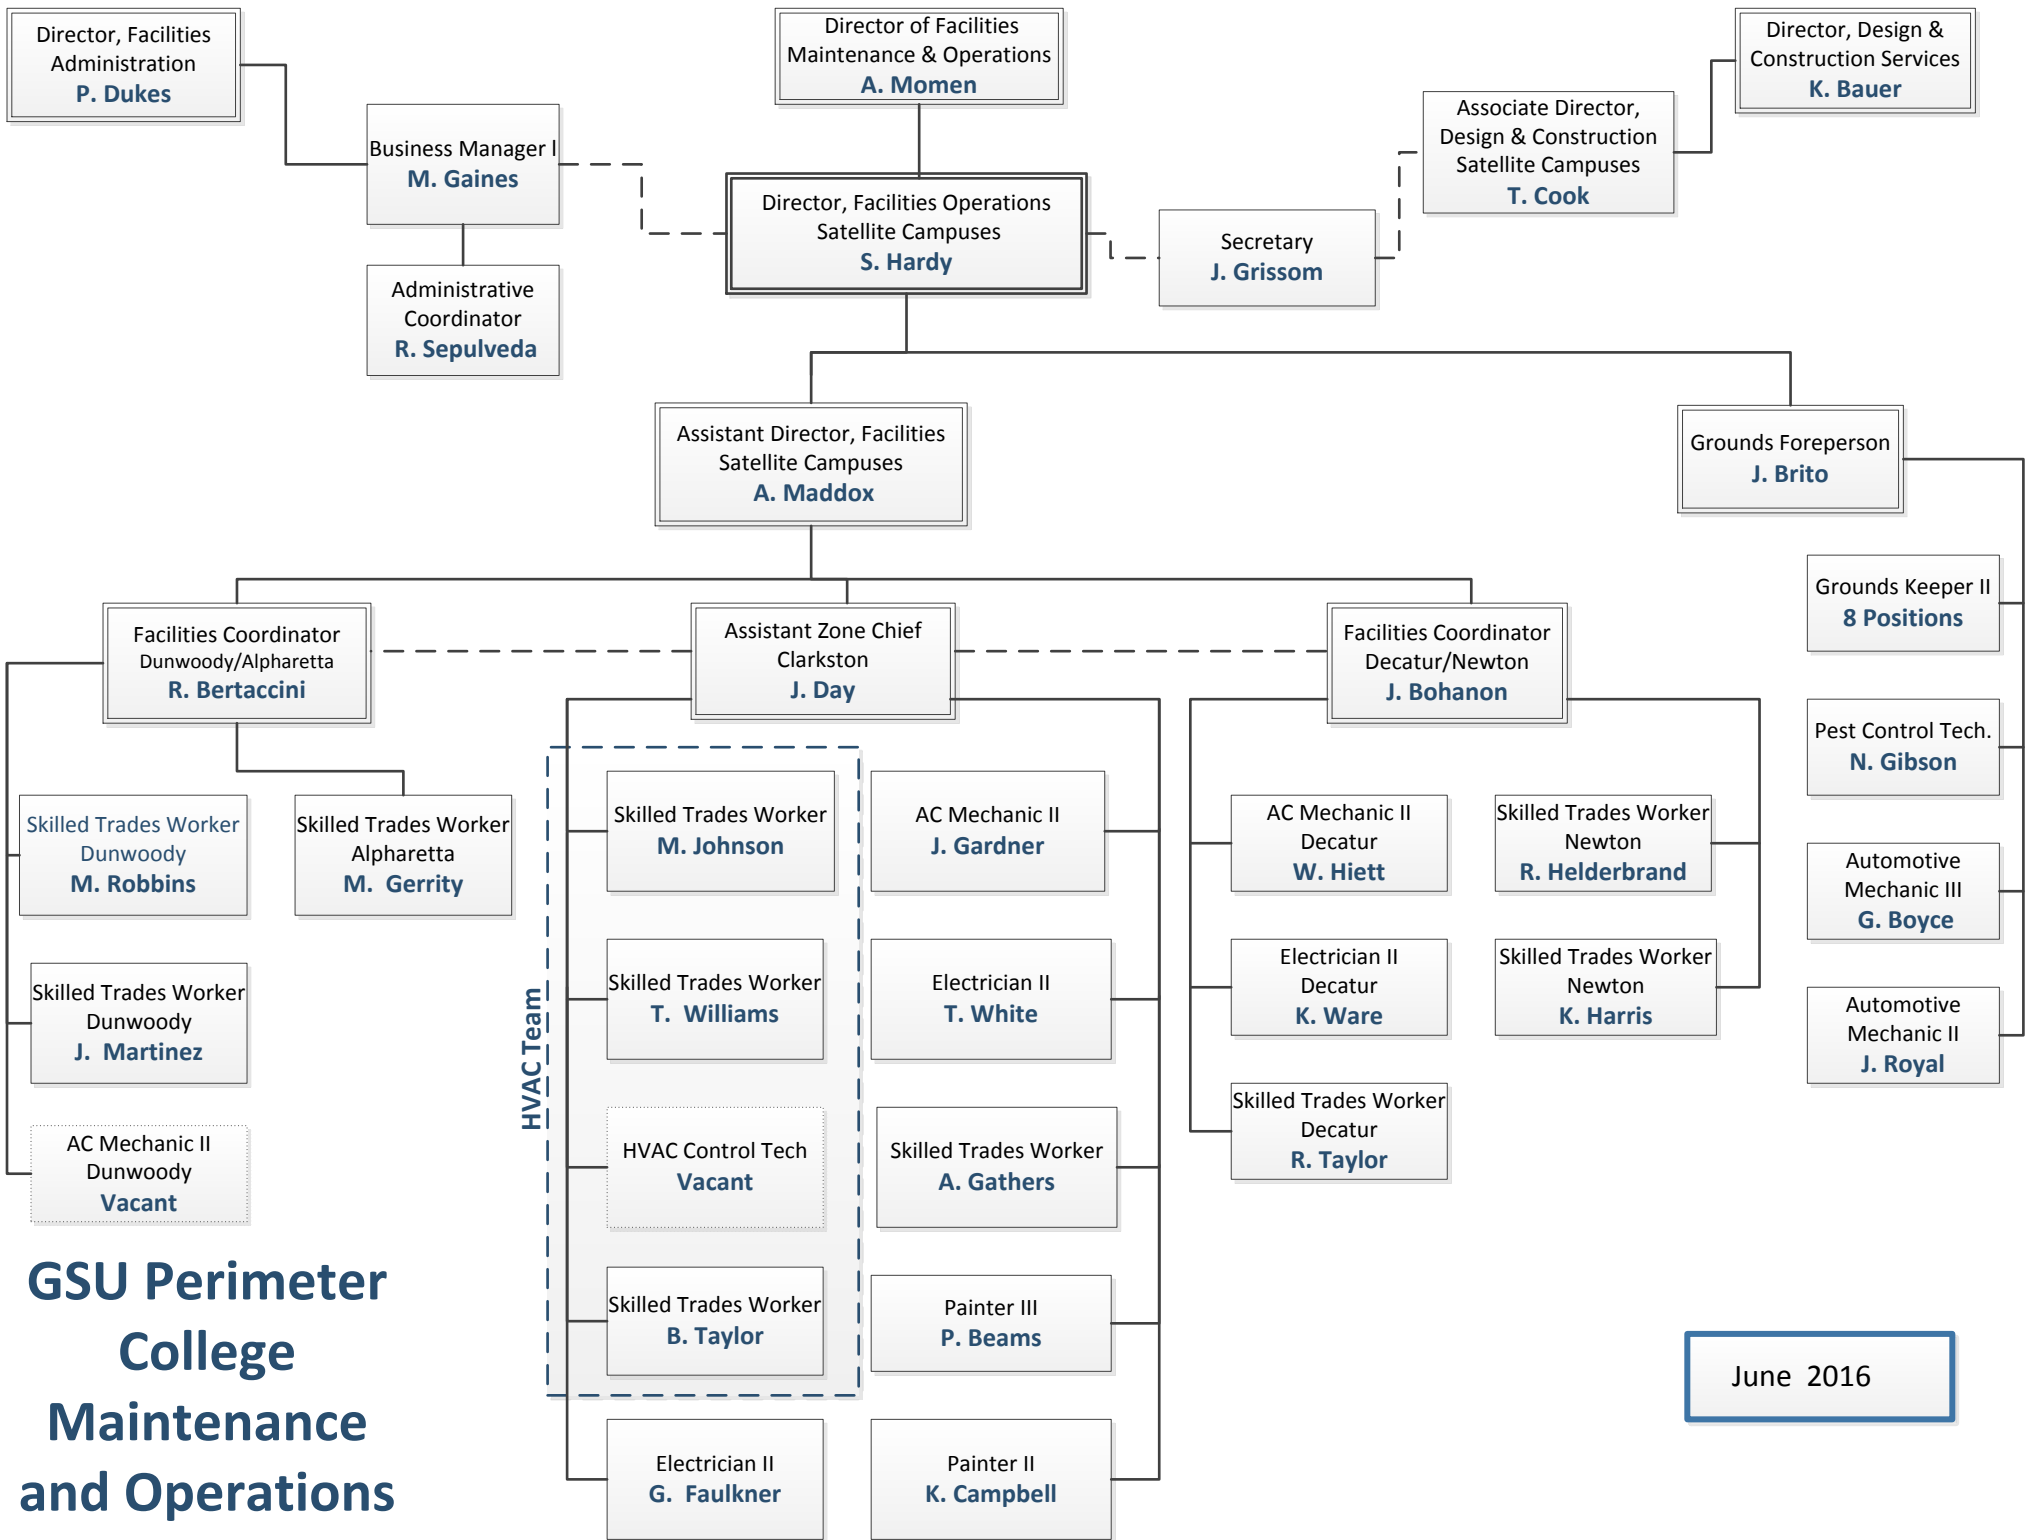 Director, Facilities
Administration
P. Dukes
Director of Facilities
Maintenance & Operations
A. Momen
Director, Design &
Construction Services
K. Bauer
Business Manager I
M. Gaines
Associate Director,
Design & Construction
Satellite Campuses
T. Cook
Director, Facilities Operations
Satellite Campuses
S. Hardy
Secretary
J. Grissom
Administrative
Coordinator
R. Sepulveda
Assistant Director, Facilities
Satellite Campuses
A. Maddox
Grounds Foreperson
J. Brito
Facilities Coordinator
Dunwoody/Alpharetta
R. Bertaccini
Assistant Zone Chief
Clarkston
J. Day
Facilities Coordinator
Decatur/Newton
J. Bohanon
Grounds Keeper II
8 Positions
Pest Control Tech.
N. Gibson
Automotive
Mechanic III
G. Boyce
Automotive
Mechanic II
J. Royal
Skilled Trades Worker
Dunwoody
M. Robbins
Skilled Trades Worker
Alpharetta
M. Gerrity
Skilled Trades Worker
Dunwoody
J. Martinez
AC Mechanic II
Dunwoody
Vacant
HVAC Team
Skilled Trades Worker
M. Johnson
Skilled Trades Worker
T. Williams
HVAC Control Tech
Vacant
Skilled Trades Worker
B. Taylor
Electrician II
G. Faulkner
AC Mechanic II
J. Gardner
Electrician II
T. White
Skilled Trades Worker
A. Gathers
Painter III
P. Beams
Painter II
K. Campbell
AC Mechanic II
Decatur
W. Hiett
Electrician II
Decatur
K. Ware
Skilled Trades Worker
Decatur
R. Taylor
Skilled Trades Worker
Newton
R. Helderbrand
Skilled Trades Worker
Newton
K. Harris
GSU Perimeter
College
Maintenance
and Operations
June 2016